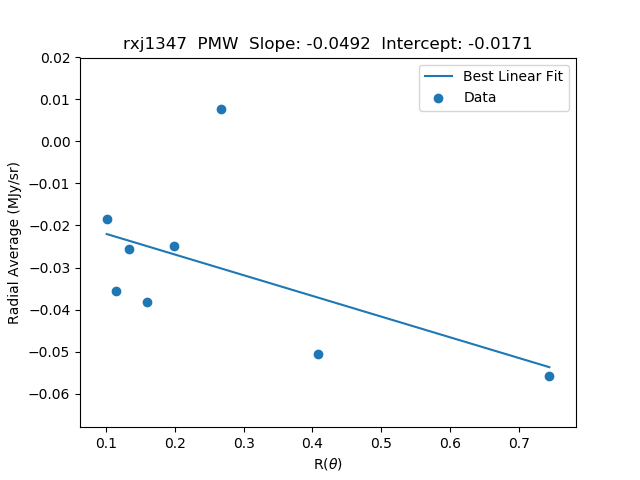 rxj1347  PMW  Slope: -0.0492  Intercept: -0.0171
Best Linear Fit
Data
0.02
0.01
0.00
−0.01
−0.02
−0.03
−0.04
−0.05
−0.06
Radial Average (MJy/sr)
0.1 0.2 0.3 0.4 0.5 0.6 0.7
R(θ)